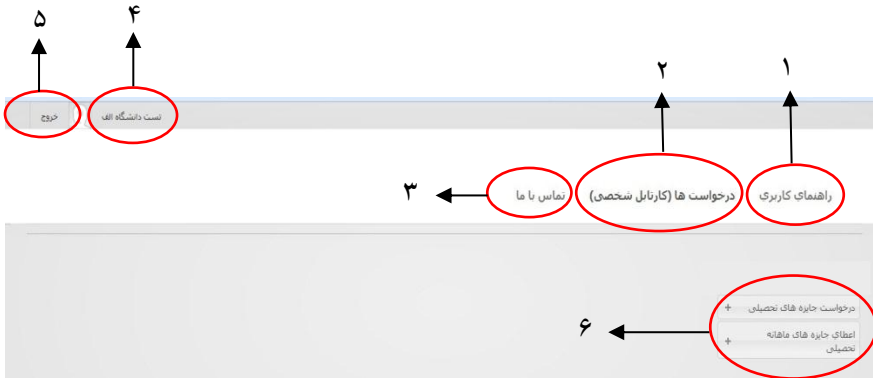 ۵
۴
۲
۱
تست دانشگاه الف
خروج
راهنمای کاربری
درخواست ها (کارتابل شخصی)
تماس با ما
۳
درخواست جایزه های تحصیلی +
۶
اعطای جایزه های ماهانه
تحصیلی +